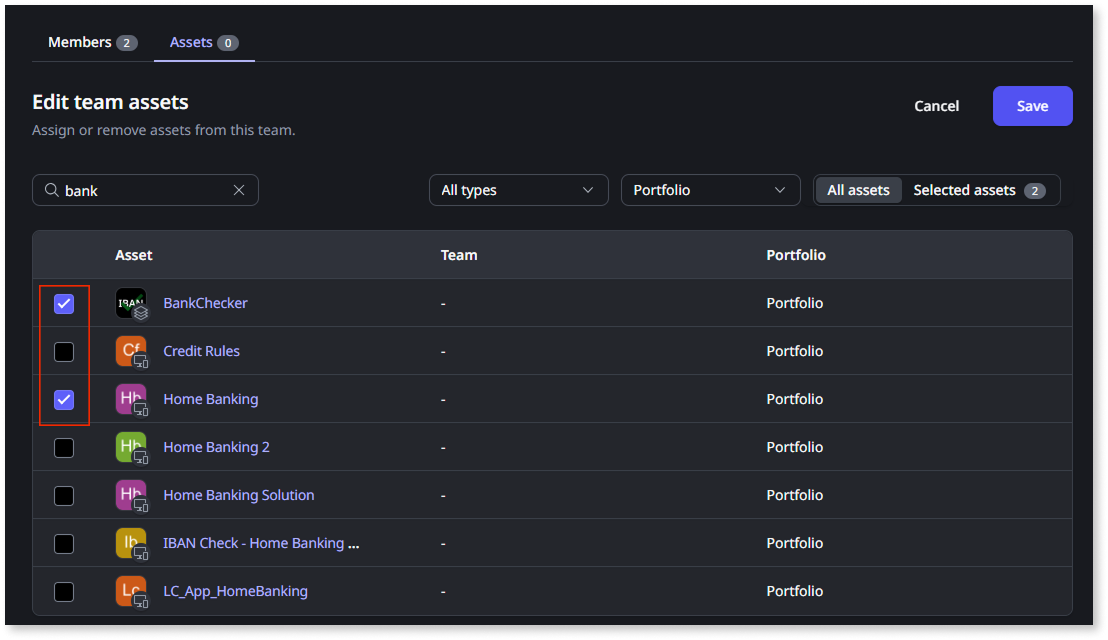 Members 2 Assets 0
Edit team assets
Assign or remove assets from this team.
Cancel Save
bank All types Portfolio All assets Selected assets 2
Asset Team Portfolio
IBAN BankChecker - Portfolio
Cr Credit Rules - Portfolio
Hb Home Banking - Portfolio
Hb Home Banking 2 - Portfolio
Hb Home Banking Solution - Portfolio
Ib IBAN Check - Home Banking ... - Portfolio
Lc LC_App_HomeBanking - Portfolio